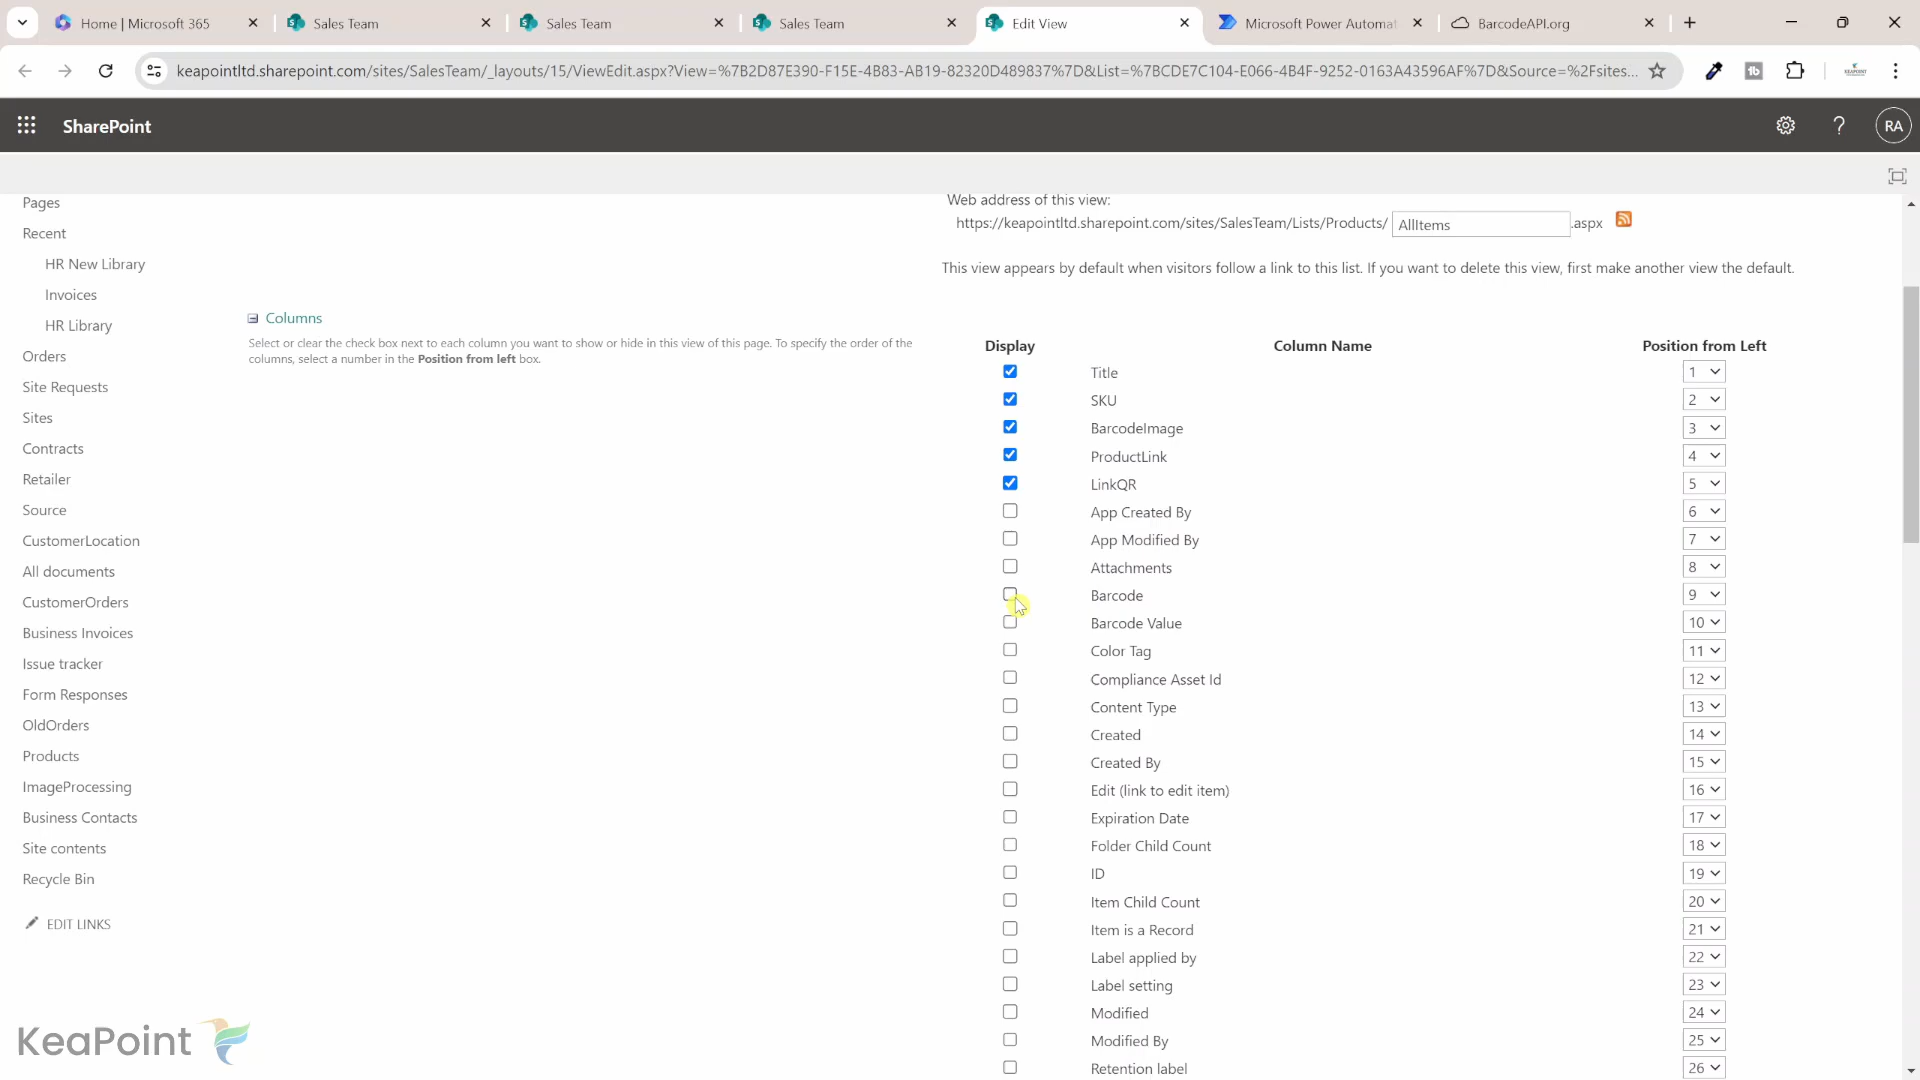 Home | Microsoft 365
Sales Team
Sales Team
Sales Team
Edit View
Microsoft Power Automat
BarcodeAPI.org
keapointltd.sharepoint.com/sites/SalesTeam/_layouts/15/ViewEdit.aspx?View=%7B2D87E390-F15E-4B83-AB19-82320D489837%7D&List=%7BCDE7C104-E066-4B4F-9252-0163A43596AF%7D&Source=%2Fsites...
SharePoint
RA
Pages
Recent
HR New Library
Invoices
HR Library
Orders
Site Requests
Sites
Contracts
Retailer
Source
CustomerLocation
All documents
CustomerOrders
Business Invoices
Issue tracker
Form Responses
OldOrders
Products
ImageProcessing
Business Contacts
Site contents
Recycle Bin
EDIT LINKS
KeaPoint
Web address of this view:
https://keapointltd.sharepoint.com/sites/SalesTeam/Lists/Products/ AllItems .aspx
This view appears by default when visitors follow a link to this list. If you want to delete this view, first make another view the default.
Columns
Select or clear the check box next to each column you want to show or hide in this view of this page. To specify the order of the
columns, select a number in the Position from left box.
Display Column Name Position from Left
Title 1
SKU 2
BarcodeImage 3
ProductLink 4
LinkQR 5
App Created By 6
App Modified By 7
Attachments 8
Barcode 9
Barcode Value 10
Color Tag 11
Compliance Asset Id 12
Content Type 13
Created 14
Created By 15
Edit (link to edit item) 16
Expiration Date 17
Folder Child Count 18
ID 19
Item Child Count 20
Item is a Record 21
Label applied by 22
Label setting 23
Modified 24
Modified By 25
Retention label 26